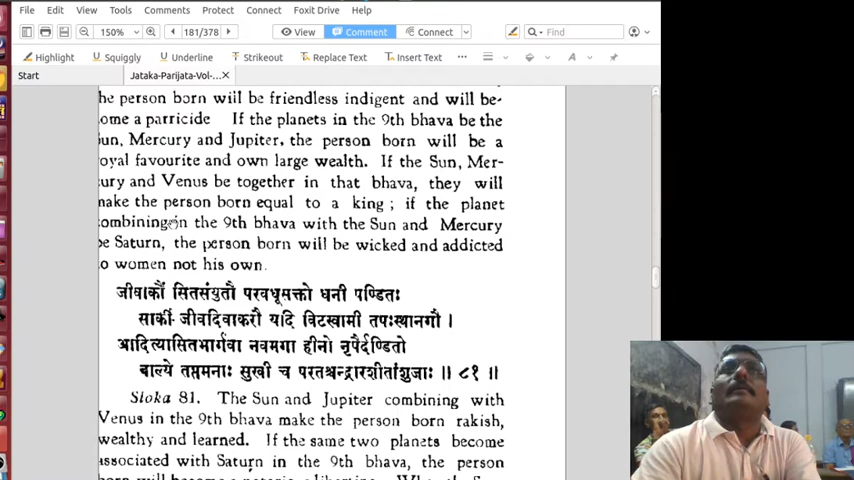 File Edit View Tools Comments Protect Connect Foxit Drive Help
150% 181/378 View Comment Connect Find
Highlight Squiggly Underline Strikeout Replace Text Insert Text ...
Start Jataka-Parijata-Vol-...
he person born will be friendless indigent and will be-
ome a parricide If the planets in the 9th bhava be the
un, Mercury and Jupiter, the person born will be a
oyal favourite and own large wealth. If the Sun, Mer-
ury and Venus be together in that bhava, they will
make the person born equal to a king ; if the planet
combining in the 9th bhava with the Sun and Mercury
be Saturn, the person born will be wicked and addicted
o women not his own.
जीवार्कौ सितसंयुतौ परवधूसक्तो धनी पण्डितः
सार्की जीवदिवाकरौ यदि विटस्वामी तपःस्थानगौ ।
आदित्यासितभार्गवा नवमगा हीनो नृपैर्दण्डितो
बाल्ये तप्तमनाः सुखी च परतश्चन्द्रारशीतांशुजाः ॥ ८१ ॥
Sloka 81. The Sun and Jupiter combining with
Venus in the 9th bhava make the person born rakish,
wealthy and learned. If the same two planets become
associated with Saturn in the 9th bhava, the person